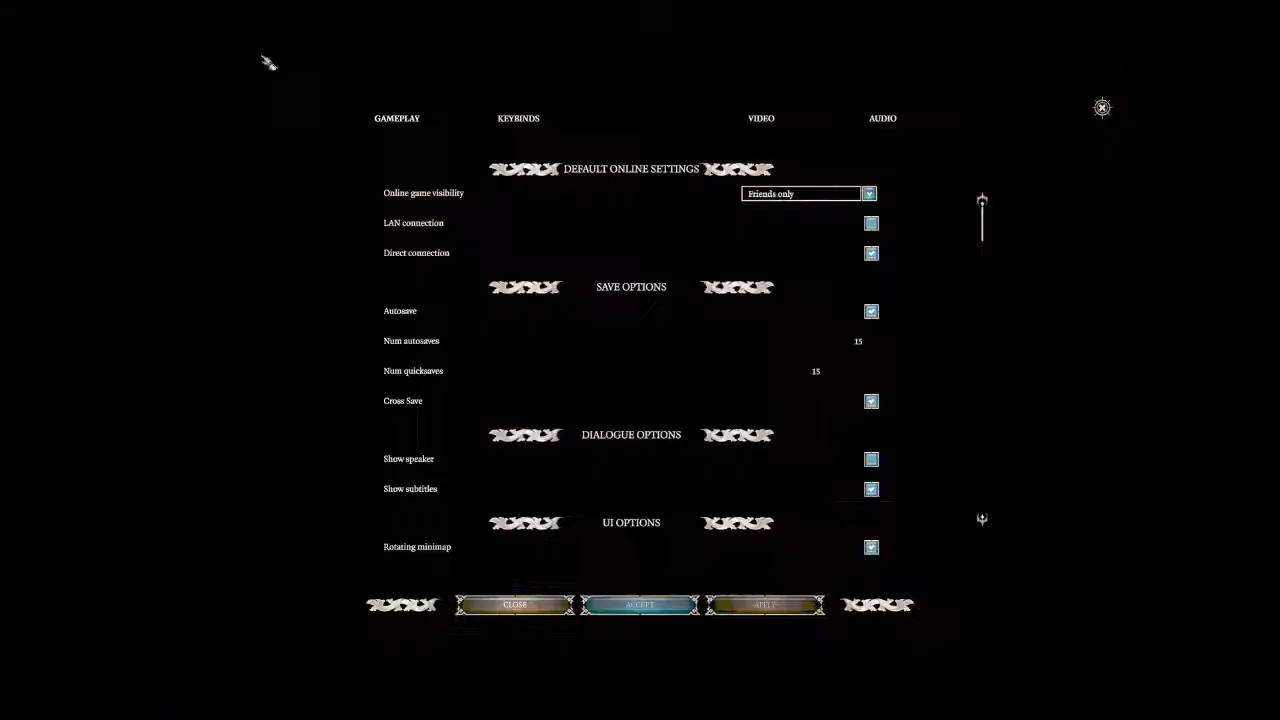 GAMEPLAY KEYBINDS VIDEO AUDIO
DEFAULT ONLINE SETTINGS
Online game visibility Friends only
LAN connection
Direct connection
SAVE OPTIONS
Autosave
Num autosaves 15
Num quicksaves 15
Cross Save
DIALOGUE OPTIONS
Show speaker
Show subtitles
UI OPTIONS
Rotating minimap
CLOSE ACCEPT APPLY